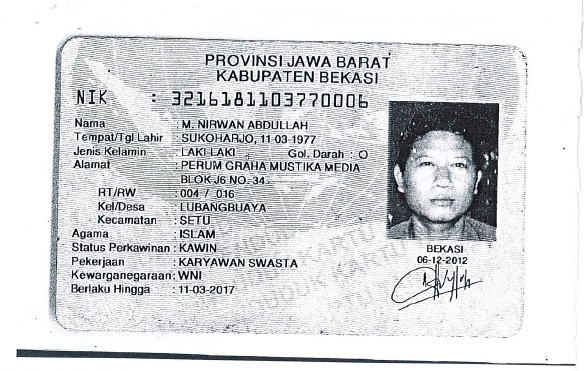 PROVINSI JAWA BARAT
KABUPATEN BEKASI
NIK : 3216181103770006
Nama : M. NIRWAN ABDULLAH
Tempat/Tgl Lahir : SUKOHARJO, 11-03-1977
Jenis Kelamin : LAKI-LAKI Gol. Darah : O
Alamat : PERUM GRAHA MUSTIKA MEDIA
BLOK J6 NO. 34
RT/RW : 004 / 016
Kel/Desa : LUBANGBUAYA
Kecamatan : SETU
Agama : ISLAM
Status Perkawinan : KAWIN
Pekerjaan : KARYAWAN SWASTA
Kewarganegaraan : WNI
Berlaku Hingga : 11-03-2017
BEKASI
06-12-2012